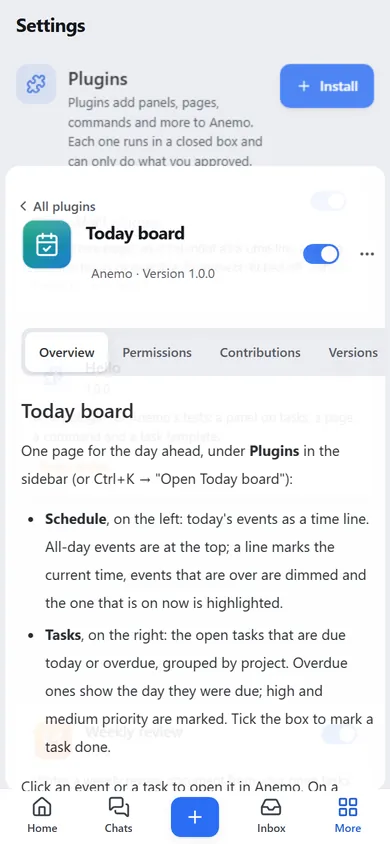 Settings
Plugins
Plugins add panels, pages,
commands and more to Anemo.
Each one runs in a closed box and
can only do what you approved.
Install
All plugins
Today board
Anemo · Version 1.0.0
Overview
Permissions
Contributions
Versions
Hello
1.0.0
Today board
One page for the day ahead, under Plugins in the
sidebar (or Ctrl+K → "Open Today board"):
• Schedule, on the left: today's events as a time line.
All-day events are at the top; a line marks the
current time, events that are over are dimmed and
the one that is on now is highlighted.
• Tasks, on the right: the open tasks that are due
today or overdue, grouped by project. Overdue
ones show the day they were due; high and
medium priority are marked. Tick the box to mark a
task done.
Weekly review
Click an event or a task to open it in Anemo. On a
Home
Chats
Inbox
More